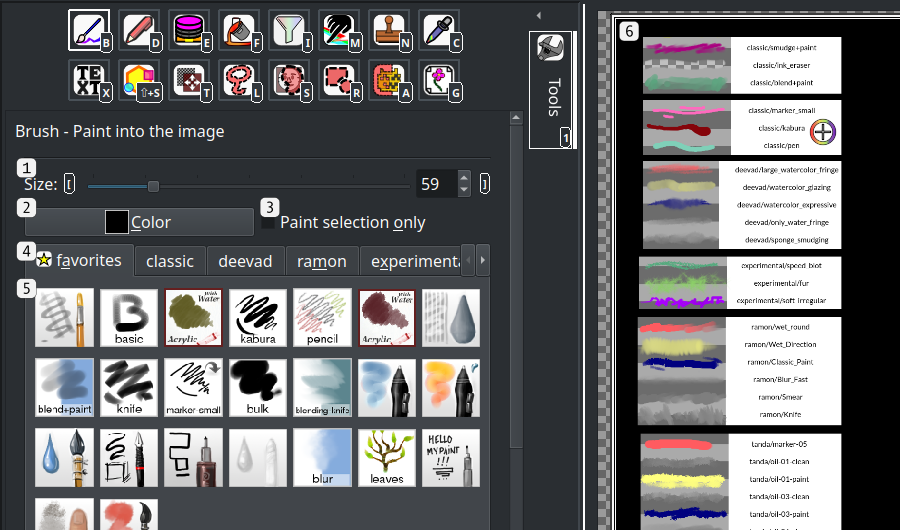 B
D
E
F
I
M
N
C
TEXT
X
⇧+S
T
L
S
R
A
G
Tools
1
Brush - Paint into the image
1
Size: [
59
]
2
Color
3
Paint selection only
4
favorites
classic
deevad
ramon
experimenta
5
basic
with Water
Acrylic
kabura
pencil
with Water
Acrylic
blend+paint
knife
marker small
bulk
blending knife
blur
leaves
HELLO
MY PAINT
!!!
6
classic/smudge+paint
classic/ink_eraser
classic/blend+paint
classic/marker_small
classic/kabura
classic/pen
deevad/large_watercolor_fringe
deevad/watercolor_glazing
deevad/watercolor_expressive
deevad/only_water_fringe
deevad/sponge_smudging
experimental/speed_blot
experimental/fur
experimental/soft_irregular
ramon/wet_round
ramon/Wet_Direction
ramon/Classic_Paint
ramon/Blur_Fast
ramon/Smear
ramon/Knife
tanda/marker-05
tanda/oil-01-clean
tanda/oil-01-paint
tanda/oil-03-clean
tanda/oil-03-paint